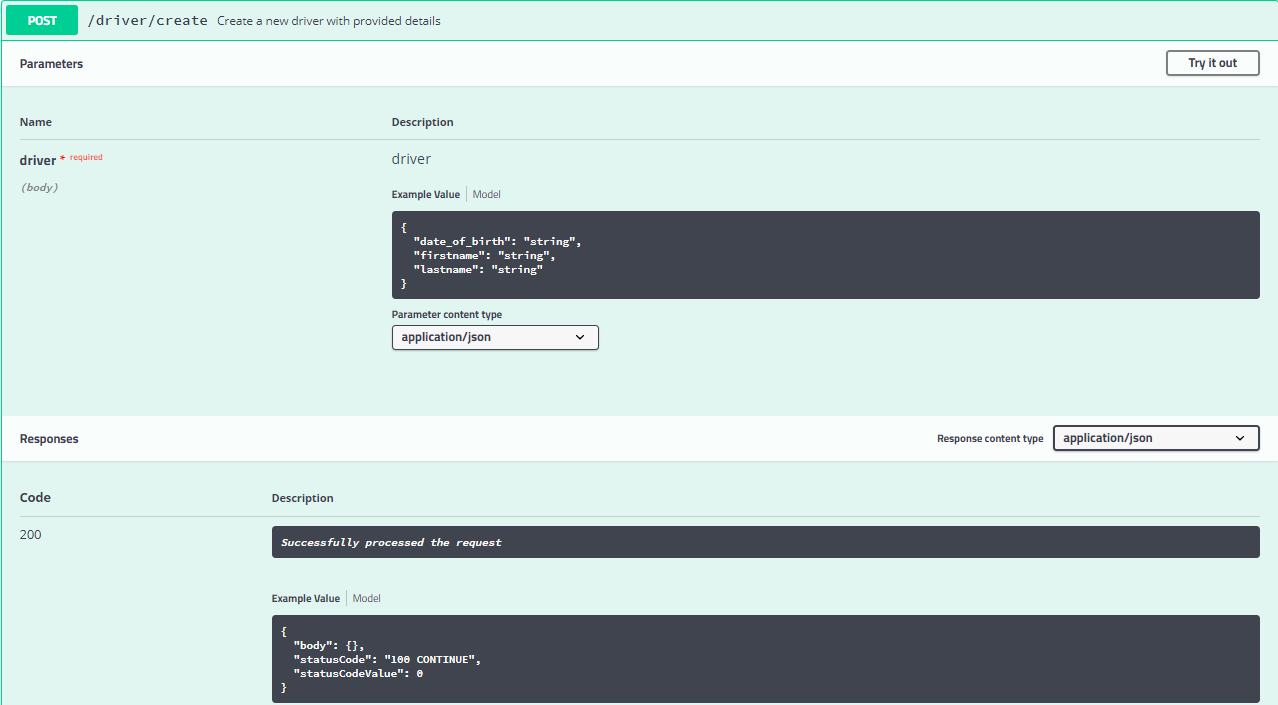 POST /driver/create Create a new driver with provided details
Parameters Try it out
Name Description
driver * required driver
(body)
Example Value Model
{
"date_of_birth": "string",
"firstname": "string",
"lastname": "string"
}
Parameter content type
application/json
Responses Response content type application/json
Code Description
200 Successfully processed the request
Example Value Model
{
"body": {},
"statusCode": "100 CONTINUE",
"statusCodeValue": 0
}